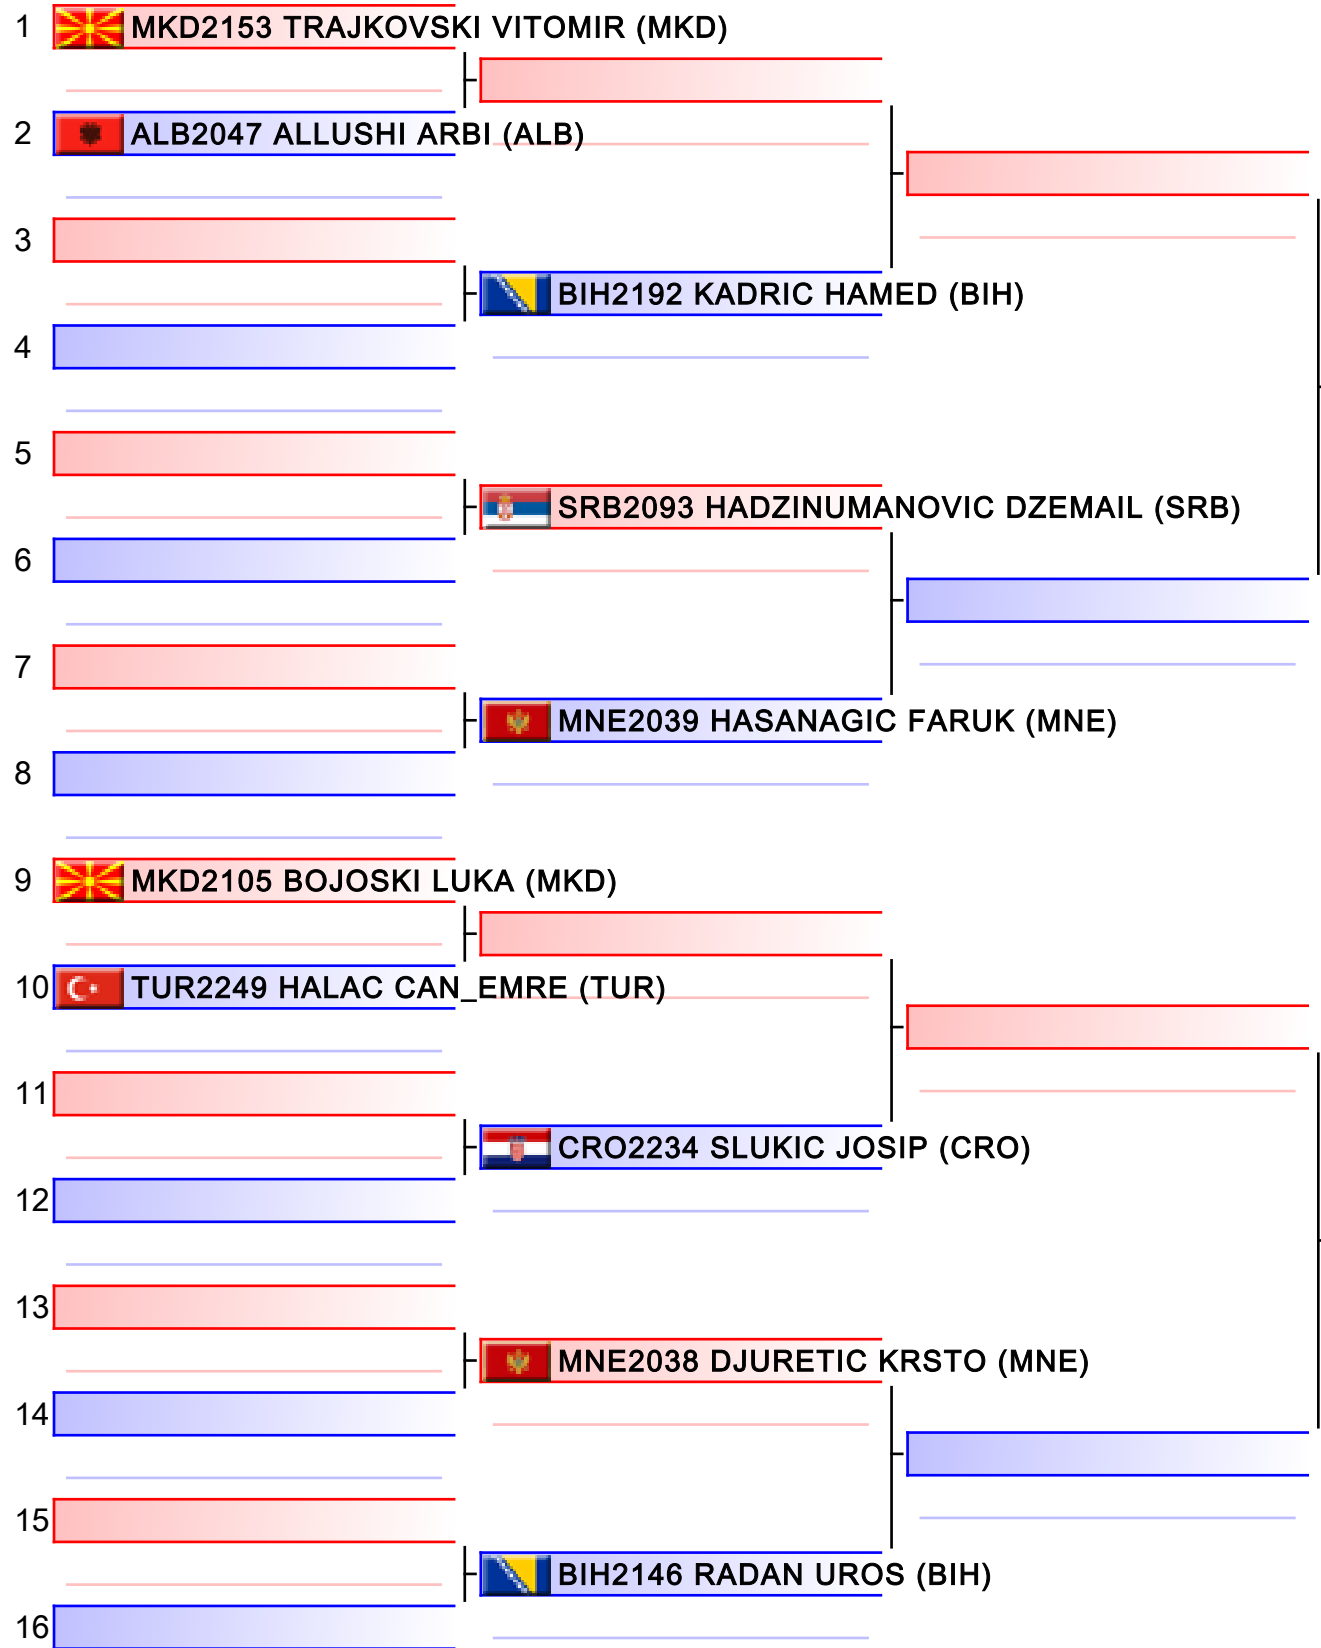 1 MKD2153 TRAJKOVSKI VITOMIR (MKD)
2 ALB2047 ALLUSHI ARBI (ALB)
3
BIH2192 KADRIC HAMED (BIH)
4
5
SRB2093 HADZINUMANOVIC DZEMAIL (SRB)
6
7
MNE2039 HASANAGIC FARUK (MNE)
8
9 MKD2105 BOJOSKI LUKA (MKD)
10 TUR2249 HALAC CAN_EMRE (TUR)
11
CRO2234 SLUKIC JOSIP (CRO)
12
13
MNE2038 DJURETIC KRSTO (MNE)
14
15
BIH2146 RADAN UROS (BIH)
16